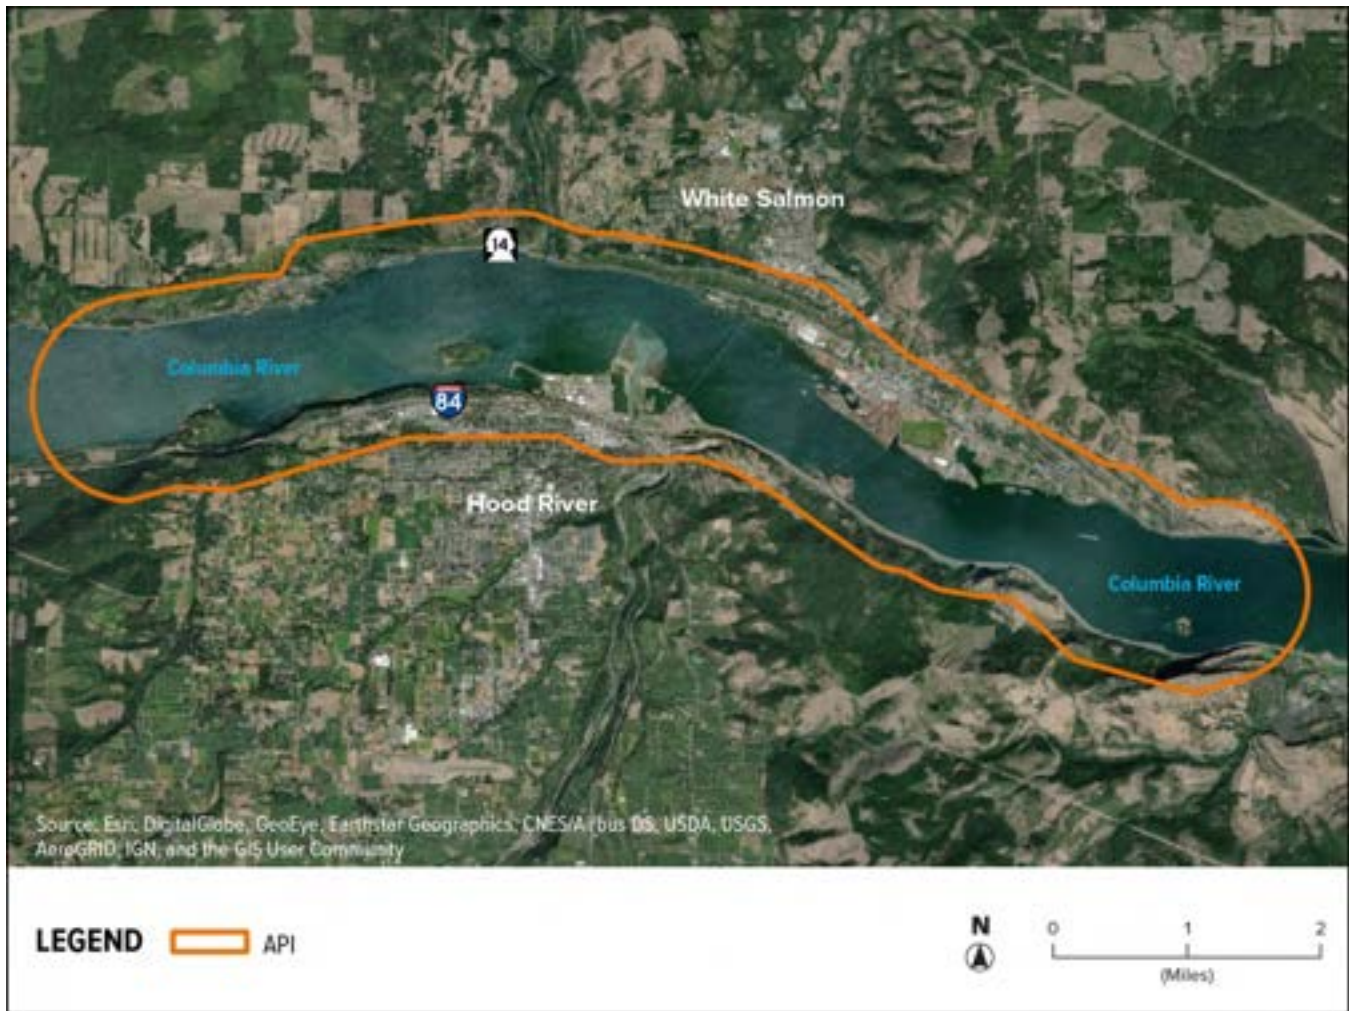 White Salmon
14
Columbia River
84
Hood River
Columbia River
Source: Esri, DigitalGlobe, GeoEye, Earthstar Geographics, CNES/Airbus DS, USDA, USGS,
AeroGRID, IGN, and the GIS User Community
LEGEND API
N
0 1 2
(Miles)